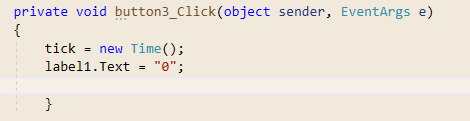 private void button3_Click(object sender, EventArgs e)
{
tick = new Time();
label1.Text = "0";
}